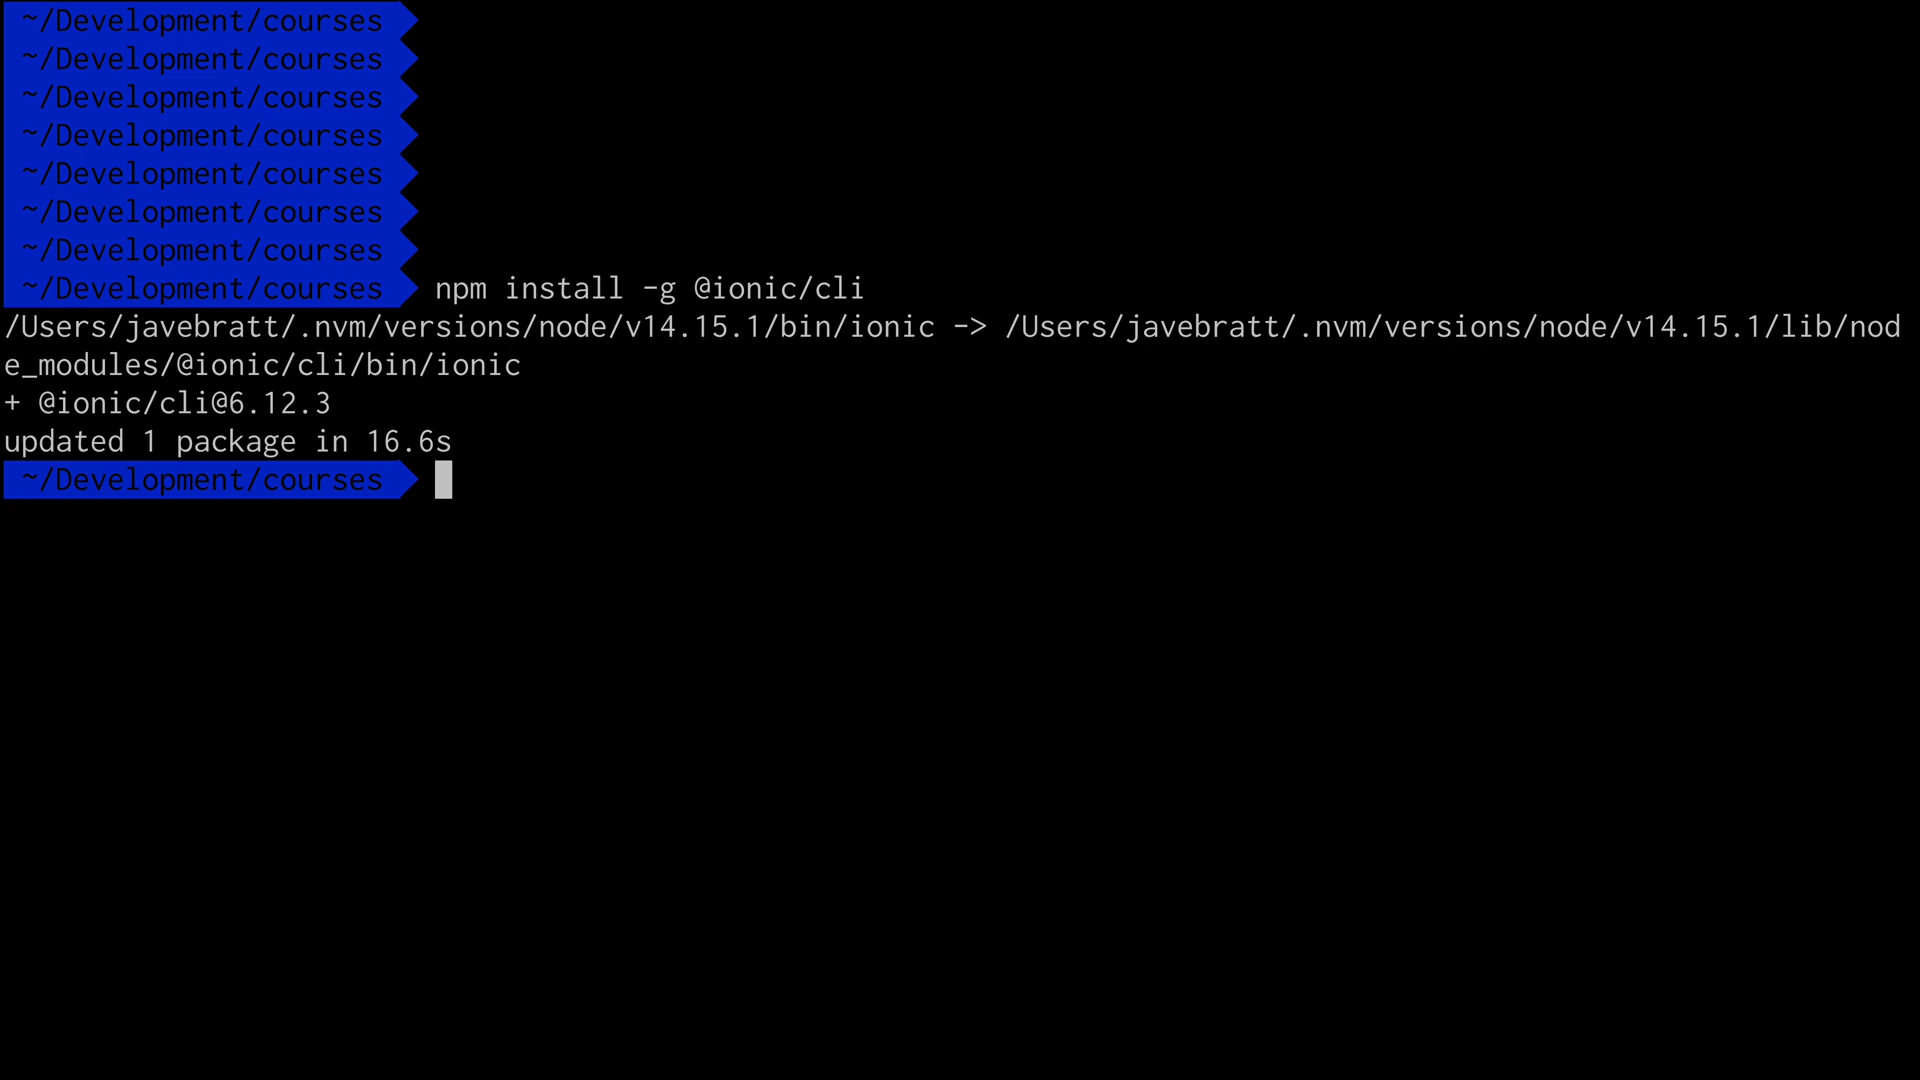 ~/Development/courses
~/Development/courses
~/Development/courses
~/Development/courses
~/Development/courses
~/Development/courses
~/Development/courses
~/Development/courses npm install -g @ionic/cli
/Users/javebratt/.nvm/versions/node/v14.15.1/bin/ionic -> /Users/javebratt/.nvm/versions/node/v14.15.1/lib/nod
e_modules/@ionic/cli/bin/ionic
+ @ionic/cli@6.12.3
updated 1 package in 16.6s
~/Development/courses